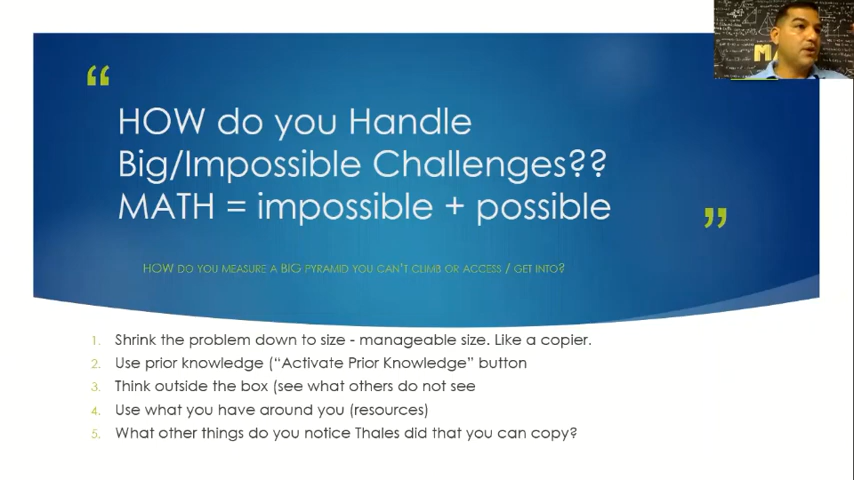 “
HOW do you Handle
Big/Impossible Challenges??
MATH = impossible + possible
”
HOW DO YOU MEASURE A BIG PYRAMID YOU CAN'T CLIMB OR ACCESS / GET INTO?
1. Shrink the problem down to size - manageable size. Like a copier.
2. Use prior knowledge (“Activate Prior Knowledge” button
3. Think outside the box (see what others do not see
4. Use what you have around you (resources)
5. What other things do you notice Thales did that you can copy?